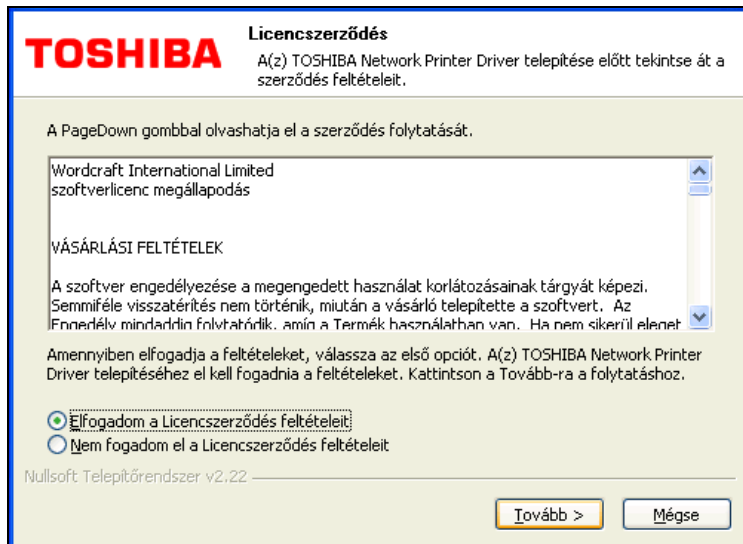 TOSHIBA
Licencszerződés
A(z) TOSHIBA Network Printer Driver telepítése előtt tekintse át a
szerződés feltételeit.
A PageDown gombbal olvashatja el a szerződés folytatását.
Wordcraft International Limited
szoftverlicenc megállapodás
VÁSÁRLÁSI FELTÉTELEK
A szoftver engedélyezése a megengedett használat korlátozásainak tárgyát képezi.
Semmiféle visszatérítés nem történik, miután a vásárló telepítette a szoftvert. Az
Engedély mindaddig folytatódik, amíg a Termék használatban van. Ha nem sikerül eleget
Amennyiben elfogadja a feltételeket, válassza az első opciót. A(z) TOSHIBA Network Printer
Driver telepítéséhez el kell fogadnia a feltételeket. Kattintson a Tovább-ra a folytatáshoz.
Elfogadom a Licencszerződés feltételeit
Nem fogadom el a Licencszerződés feltételeit
Nullsoft Telepítőrendszer v2.22
Tovább > Mégse